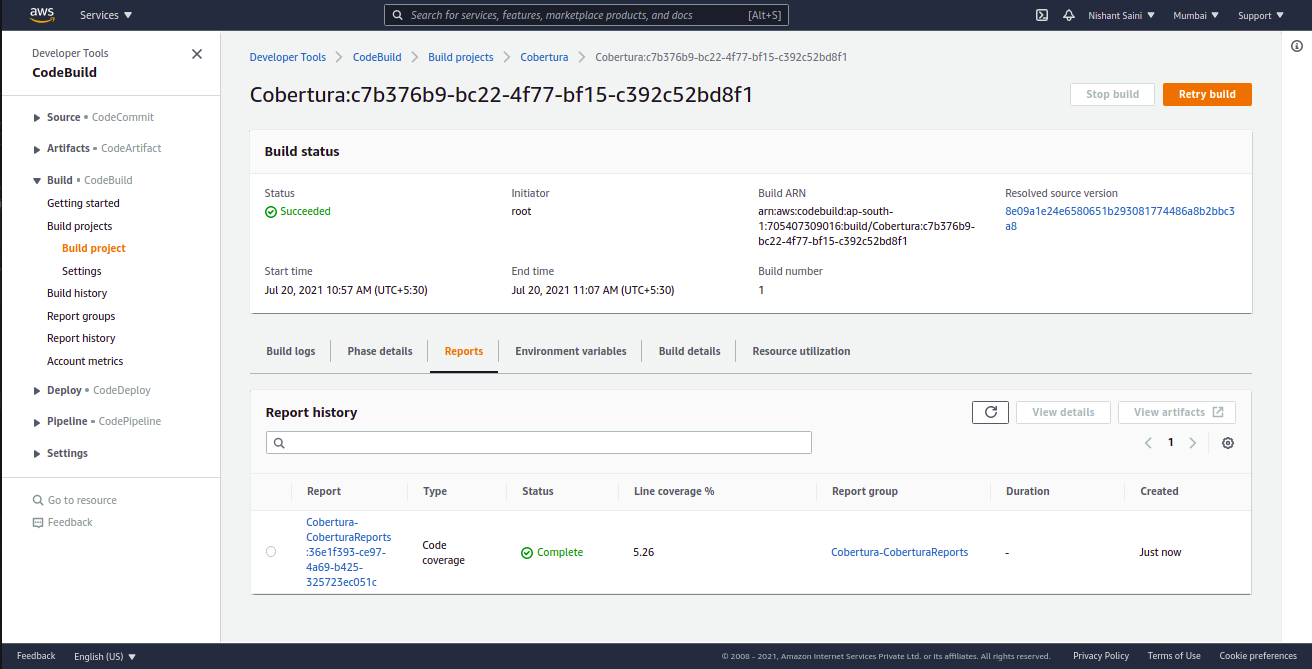 aws Services Search for services, features, marketplace products, and docs [Alt+S] Nishant Saini Mumbai Support
Developer Tools
CodeBuild
Source • CodeCommit
Artifacts • CodeArtifact
Build • CodeBuild
Getting started
Build projects
Build project
Settings
Build history
Report groups
Report history
Account metrics
Deploy • CodeDeploy
Pipeline • CodePipeline
Settings
Go to resource
Feedback
Developer Tools CodeBuild Build projects Cobertura Cobertura:c7b376b9-bc22-4f77-bf15-c392c52bd8f1
Cobertura:c7b376b9-bc22-4f77-bf15-c392c52bd8f1 Stop build Retry build
Build status
Status Initiator Build ARN Resolved source version
Succeeded root arn:aws:codebuild:ap-south- 8e09a1e24e6580651b293081774486a8b2bbc3
1:705407309016:build/Cobertura:c7b376b9- a8
bc22-4f77-bf15-c392c52bd8f1
Start time End time Build number
Jul 20, 2021 10:57 AM (UTC+5:30) Jul 20, 2021 11:07 AM (UTC+5:30) 1
Build logs Phase details Reports Environment variables Build details Resource utilization
Report history View details View artifacts
1
Report Type Status Line coverage % Report group Duration Created
Cobertura-
CoberturaReports
:36e1f393-ce97-
4a69-b425-
325723ec051c
Code
coverage
Complete 5.26 Cobertura-CoberturaReports - Just now
Feedback English (US) © 2008 - 2021, Amazon Internet Services Private Ltd. or its affiliates. All rights reserved. Privacy Policy Terms of Use Cookie preferences